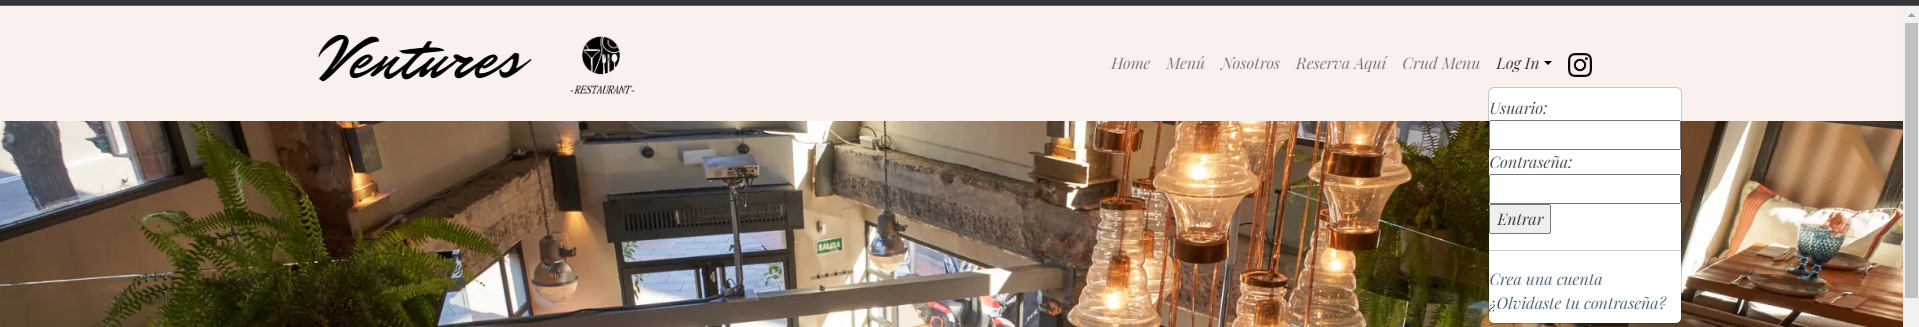 Ventures
-RESTAURANT-
Home Menú Nosotros Reserva Aquí Crud Menu Log In
Usuario:
Contraseña:
Entrar
Crea una cuenta
¿Olvidaste tu contraseña?
SALIDA